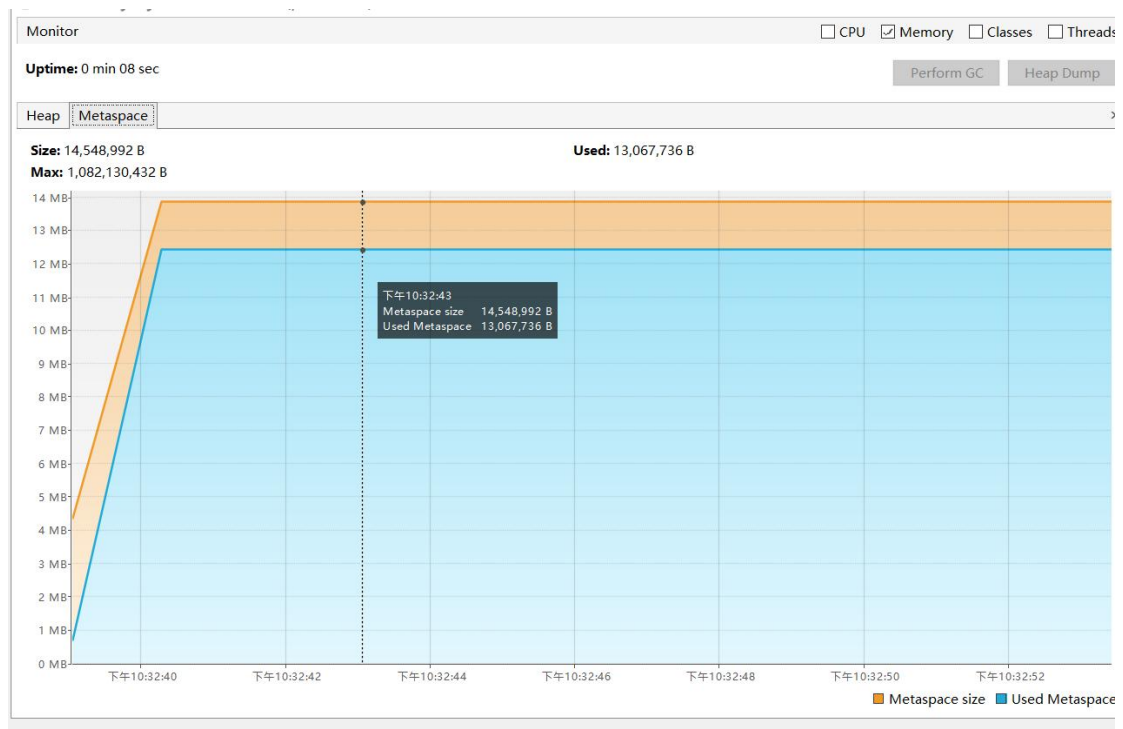 Monitor CPU Memory Classes Threads
Uptime: 0 min 08 sec Perform GC Heap Dump
Heap Metaspace
Size: 14,548,992 B Used: 13,067,736 B
Max: 1,082,130,432 B
14 MB
13 MB
12 MB
11 MB
10 MB
9 MB
8 MB
7 MB
6 MB
5 MB
4 MB
3 MB
2 MB
1 MB
0 MB
下午10:32:43
Metaspace size 14,548,992 B
Used Metaspace 13,067,736 B
下午10:32:40 下午10:32:42 下午10:32:44 下午10:32:46 下午10:32:48 下午10:32:50 下午10:32:52
Metaspace size Used Metaspace